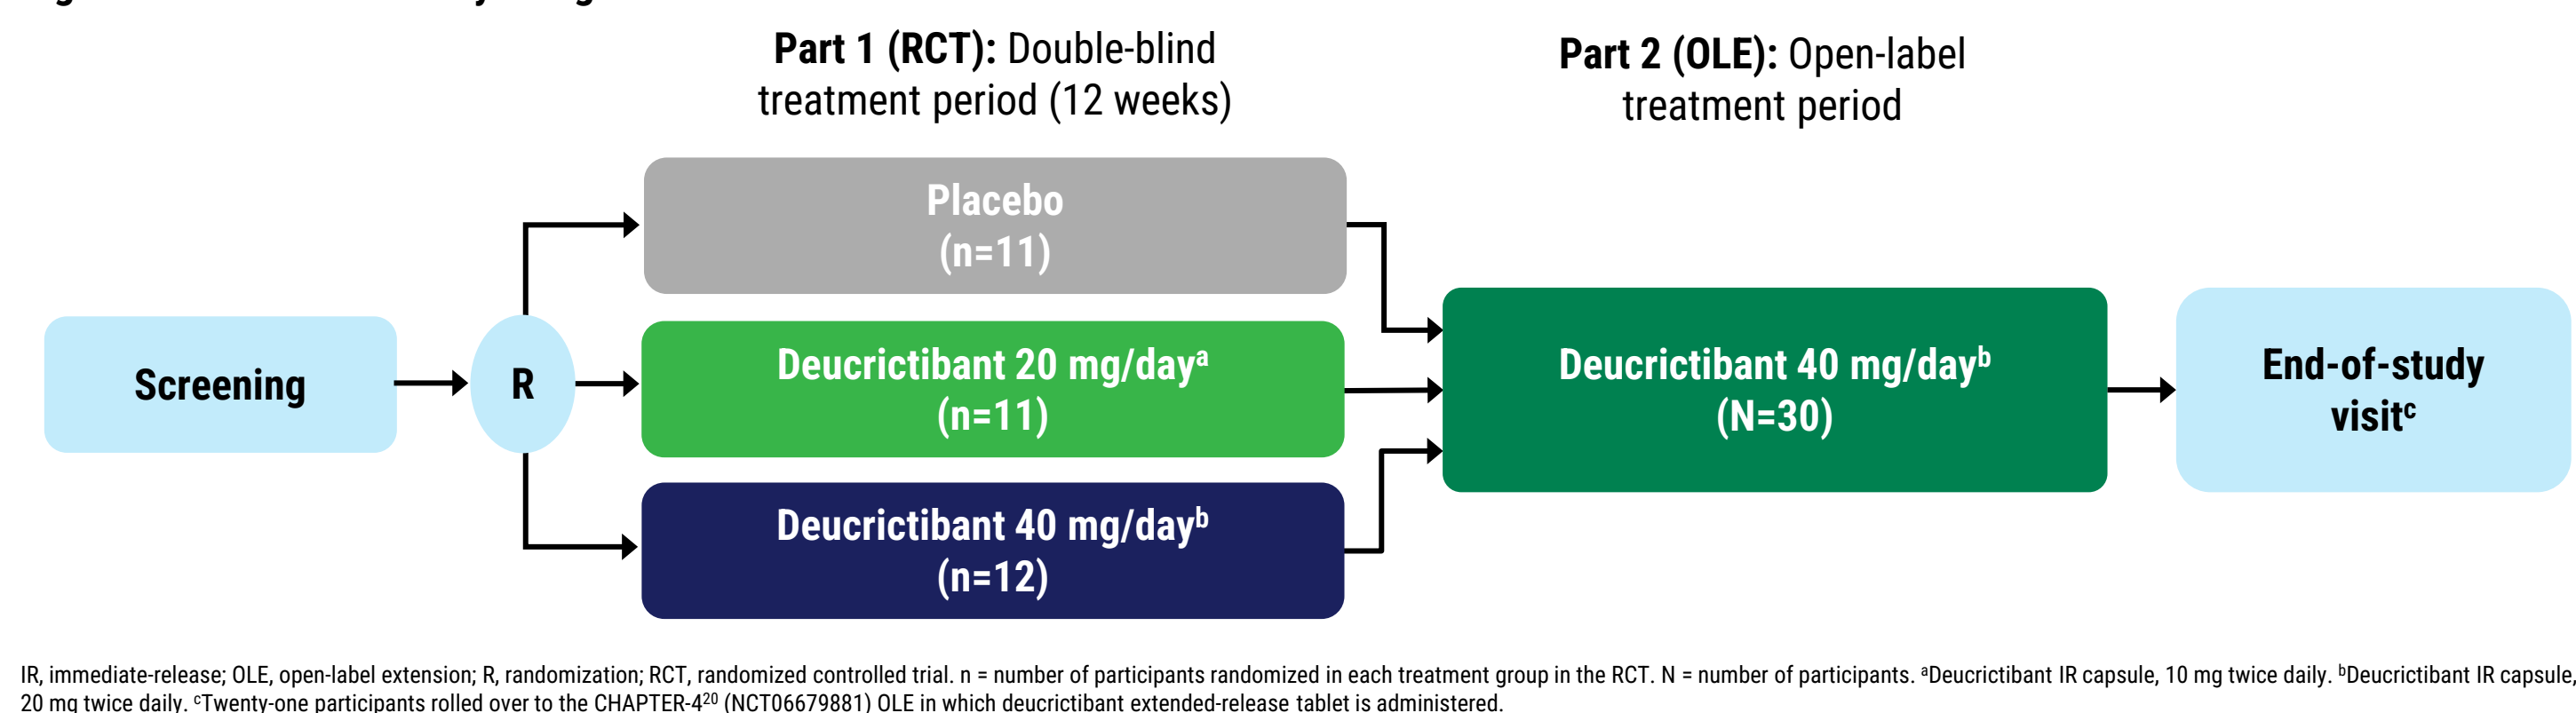 Part 1 (RCT): Double-blind
treatment period (12 weeks)
Part 2 (OLE): Open-label
treatment period
Placebo
(n=11)
Screening
R
Deucrictibant 20 mg/dayᵃ
(n=11)
Deucrictibant 40 mg/dayᵇ
(n=12)
Deucrictibant 40 mg/dayᵇ
(N=30)
End-of-study
visitᶜ
IR, immediate-release; OLE, open-label extension; R, randomization; RCT, randomized controlled trial. n = number of participants randomized in each treatment group in the RCT. N = number of participants. ᵃDeucrictibant IR capsule, 10 mg twice daily. ᵇDeucrictibant IR capsule,
20 mg twice daily. ᶜTwenty-one participants rolled over to the CHAPTER-4²⁰ (NCT06679881) OLE in which deucrictibant extended-release tablet is administered.